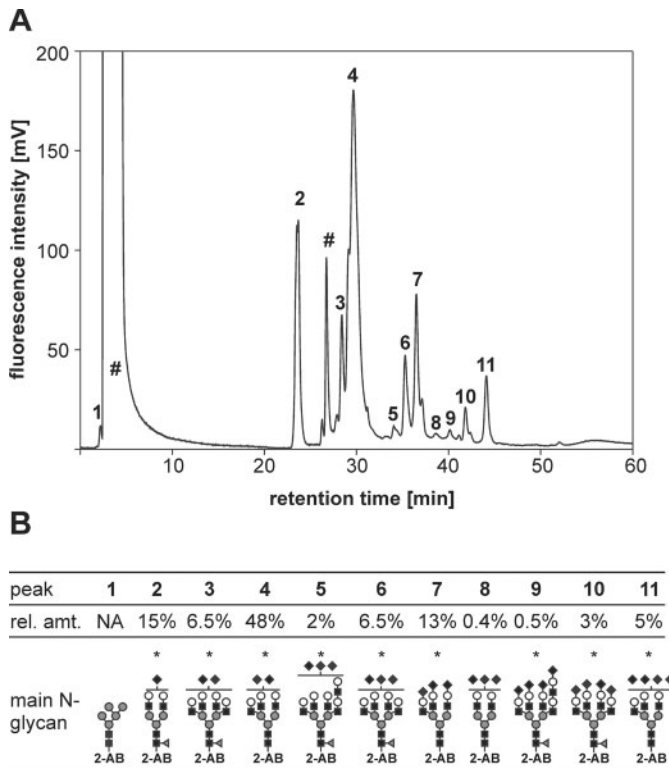 A
200
4
150
2
#
fluorescence intensity [mV]
100
7
3
6
50
#
11
1
5
10
8
9
10
20
30
40
50
60
retention time [min]
B
peak 1 2 3 4 5 6 7 8 9 10 11
rel. amt. NA 15% 6.5% 48% 2% 6.5% 13% 0.4% 0.5% 3% 5%
* * * * * * * * *
main N-
glycan
2-AB 2-AB 2-AB 2-AB 2-AB 2-AB 2-AB 2-AB 2-AB 2-AB 2-AB